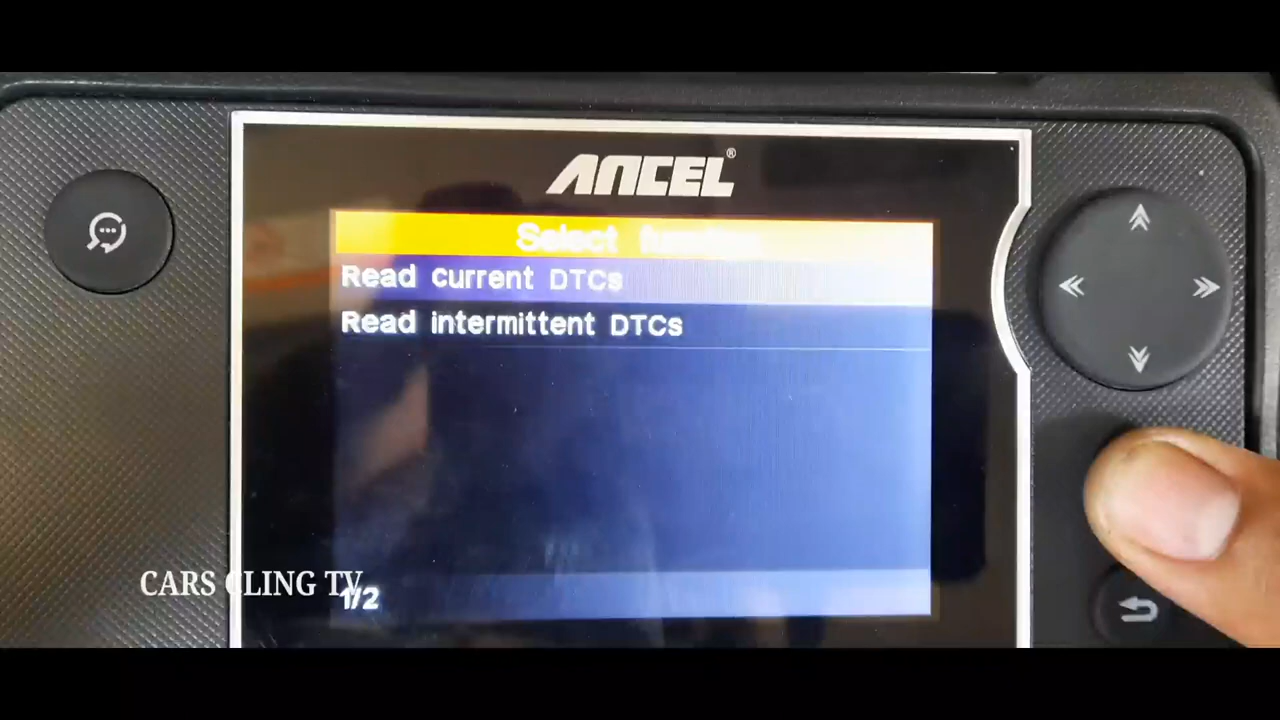 ANCEL®
Select function
Read current DTCs
Read intermittent DTCs
CARS CLING TV
1/2